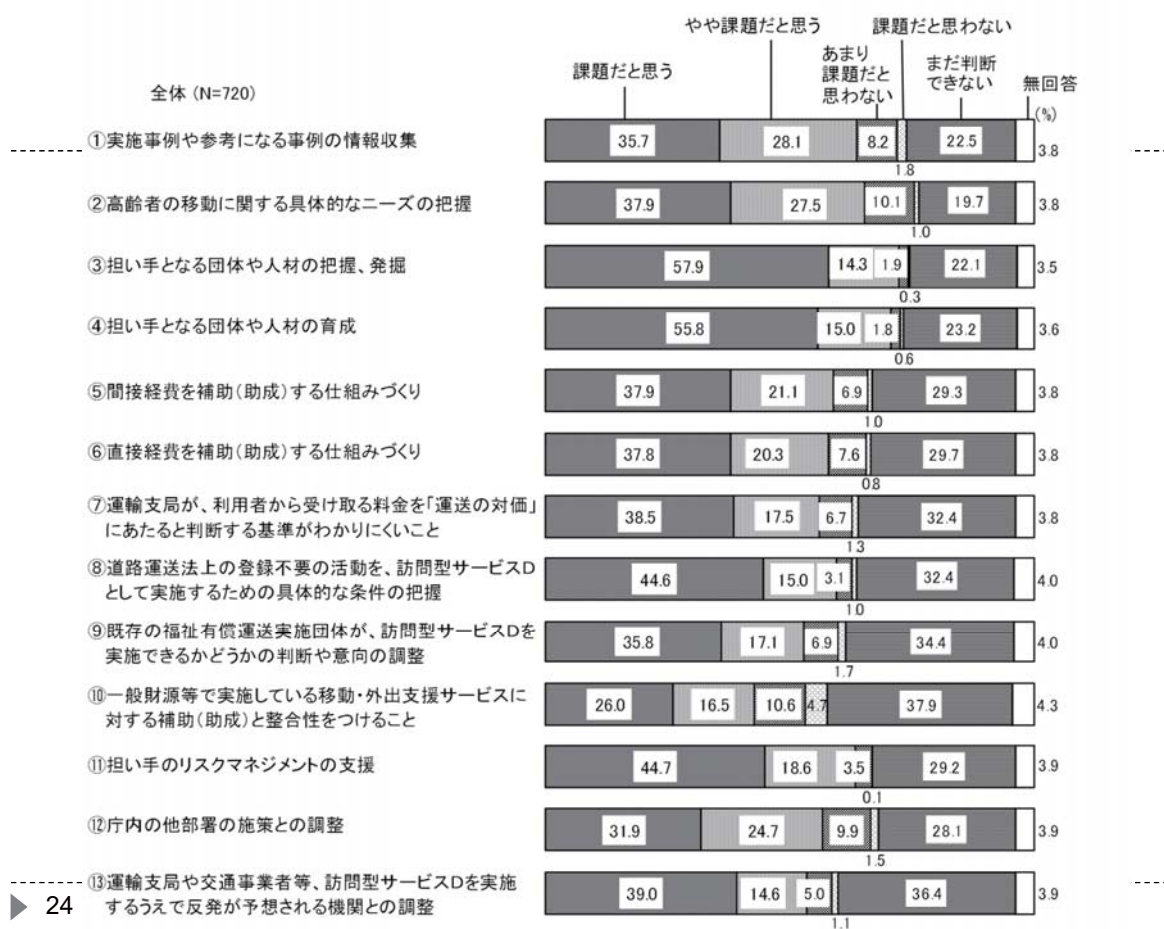 やや課題だと思う
課題だと思わない
課題だと思う
あまり
課題だと
思わない
まだ判断
できない
無回答
全体 (N=720)
(%)
①実施事例や参考になる事例の情報収集
35.7 28.1 8.2 22.5 3.8
1.8
②高齢者の移動に関する具体的なニーズの把握
37.9 27.5 10.1 19.7 3.8
1.0
③担い手となる団体や人材の把握、発掘
57.9 14.3 1.9 22.1 3.5
0.3
④担い手となる団体や人材の育成
55.8 15.0 1.8 23.2 3.6
0.6
⑤間接経費を補助(助成)する仕組みづくり
37.9 21.1 6.9 29.3 3.8
1.0
⑥直接経費を補助(助成)する仕組みづくり
37.8 20.3 7.6 29.7 3.8
0.8
⑦運輸支局が、利用者から受け取る料金を「運送の対価」
にあたると判断する基準がわかりにくいこと
38.5 17.5 6.7 32.4 3.8
1.3
⑧道路運送法上の登録不要の活動を、訪問型サービスD
として実施するための具体的な条件の把握
44.6 15.0 3.1 32.4 4.0
1.0
⑨既存の福祉有償運送実施団体が、訪問型サービスDを
実施できるかどうかの判断や意向の調整
35.8 17.1 6.9 34.4 4.0
1.7
⑩一般財源等で実施している移動・外出支援サービスに
対する補助(助成)と整合性をつけること
26.0 16.5 10.6 4.7 37.9 4.3
⑪担い手のリスクマネジメントの支援
44.7 18.6 3.5 29.2 3.9
0.1
⑫庁内の他部署の施策との調整
31.9 24.7 9.9 28.1 3.9
1.5
⑬運輸支局や交通事業者等、訪問型サービスDを実施
するうえで反発が予想される機関との調整
39.0 14.6 5.0 36.4 3.9
1.1
24